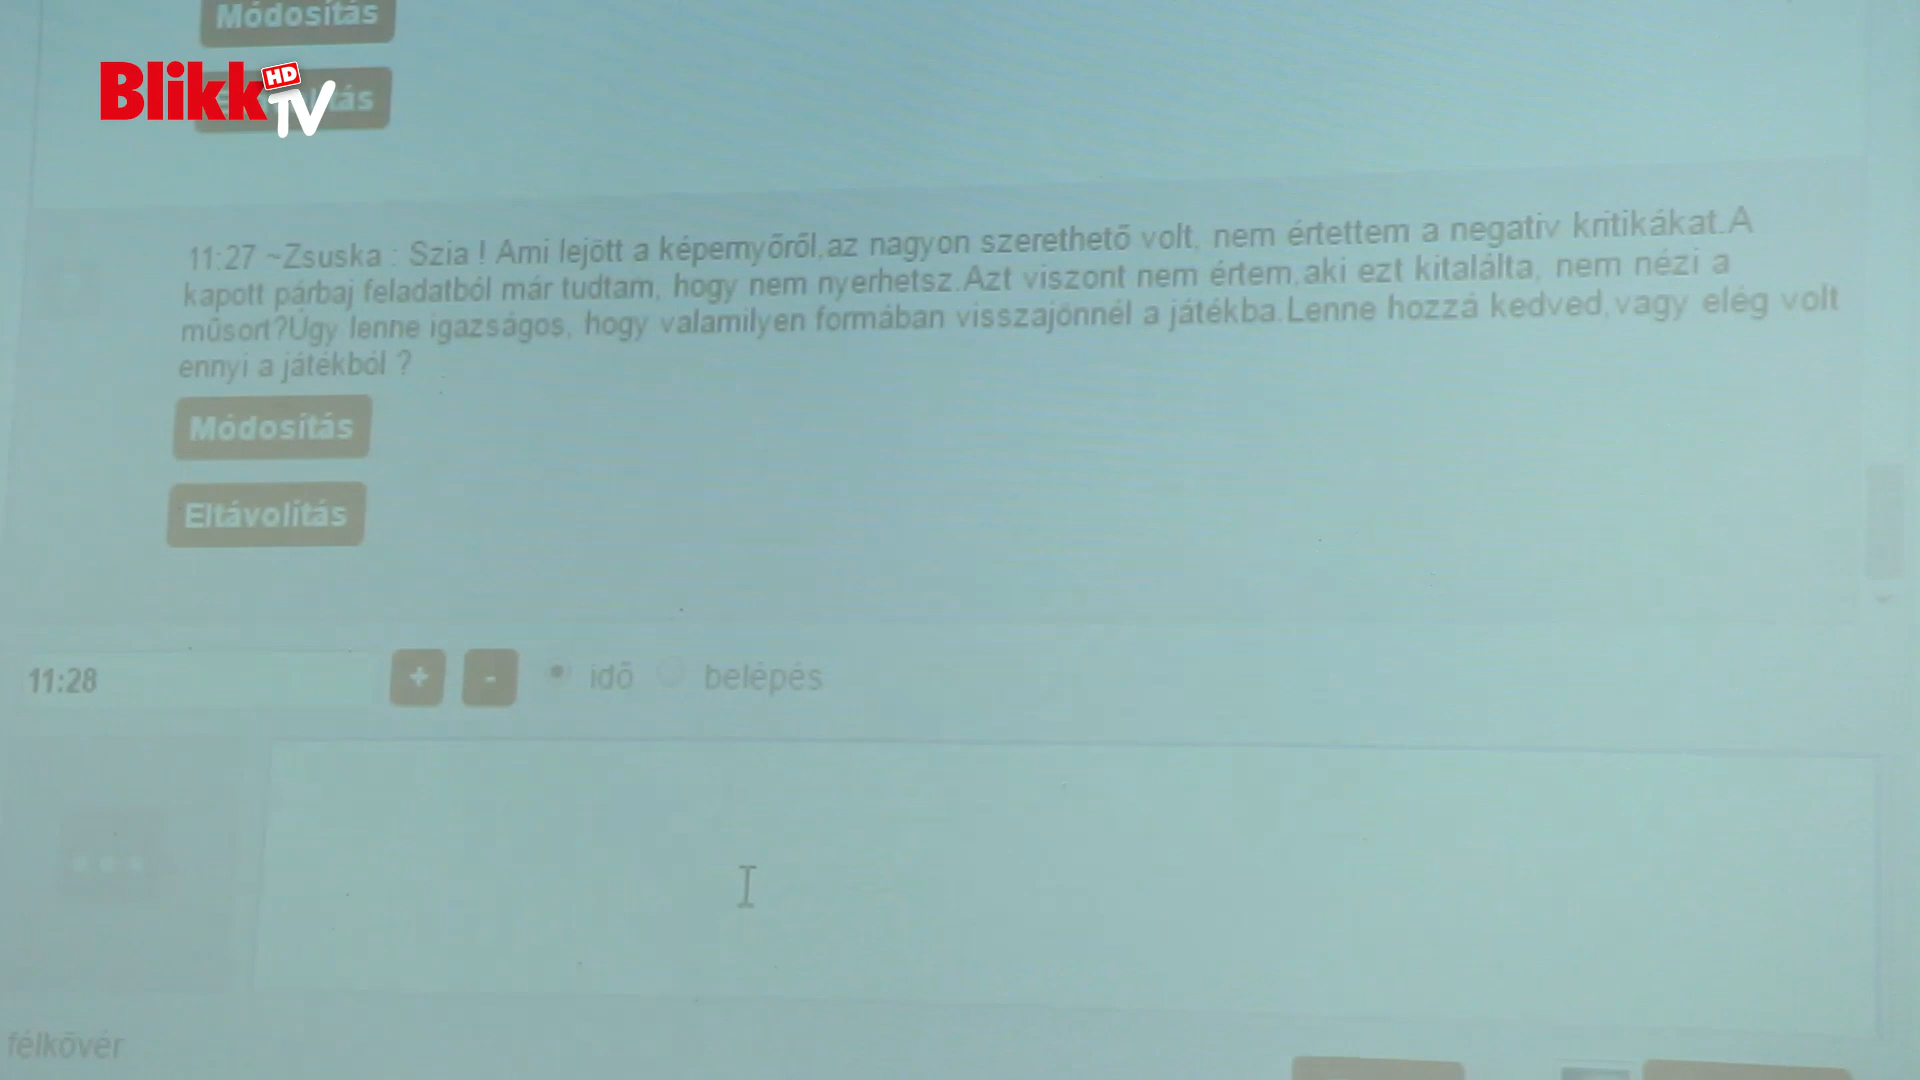 Módosítás
Blikk HD TV
11:27 ~Zsuska : Szia ! Ami lejött a képernyőről,az nagyon szerethető volt, nem értettem a negativ kritikákat.A
kapott párbaj feladatból már tudtam, hogy nem nyerhetsz.Azt viszont nem értem,aki ezt kitalálta, nem nézi a
műsort?Úgy lenne igazságos, hogy valamilyen formában visszajönnél a játékba.Lenne hozzá kedved,vagy elég volt
ennyi a játékból ?
Módosítás
Eltávolítás
11:28 + - idő belépés
félkövér